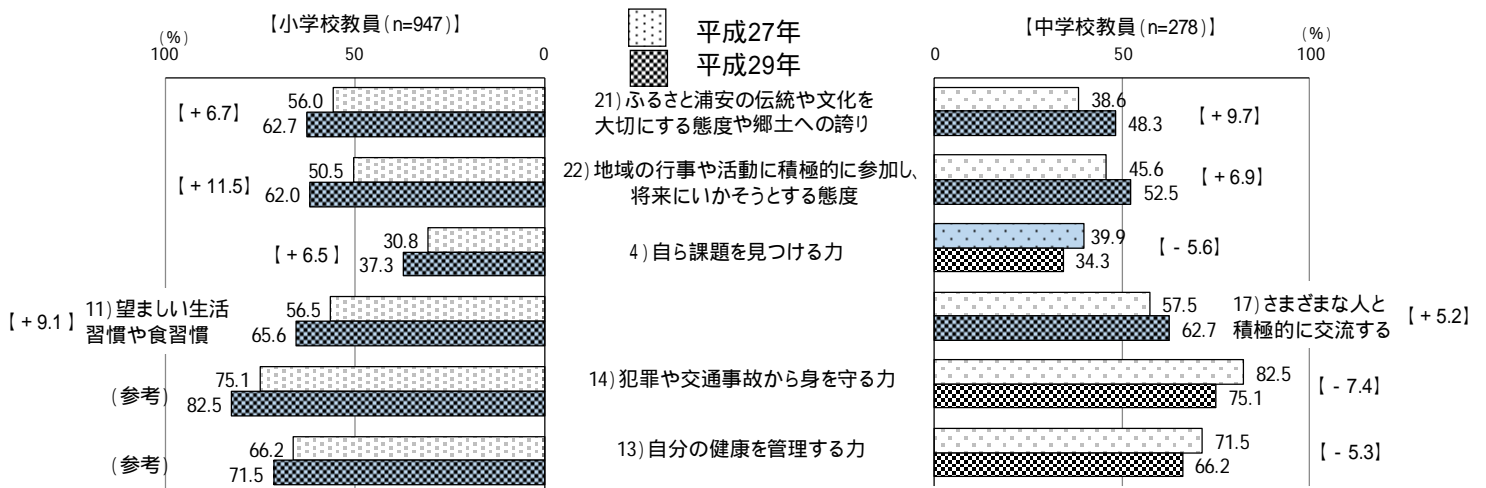 【小学校教員(n=947)】
平成27年
平成29年
【中学校教員(n=278)】
(%)
100 50 0
0 50 100
(%)
【+6.7】 56.0 62.7
21)ふるさと浦安の伝統や文化を
大切にする態度や郷土への誇り
38.6 48.3 【+9.7】
【+11.5】 50.5 62.0
22)地域の行事や活動に積極的に参加し、
将来にいかそうとする態度
45.6 52.5 【+6.9】
【+6.5】 30.8 37.3
4)自ら課題を見つける力
39.9 34.3 【-5.6】
【+9.1】
11)望ましい生活
習慣や食習慣
56.5 65.6
57.5 62.7
17)さまざまな人と
積極的に交流する
【+5.2】
(参考) 75.1 82.5
14)犯罪や交通事故から身を守る力
82.5 75.1 【-7.4】
(参考) 66.2 71.5
13)自分の健康を管理する力
71.5 66.2 【-5.3】